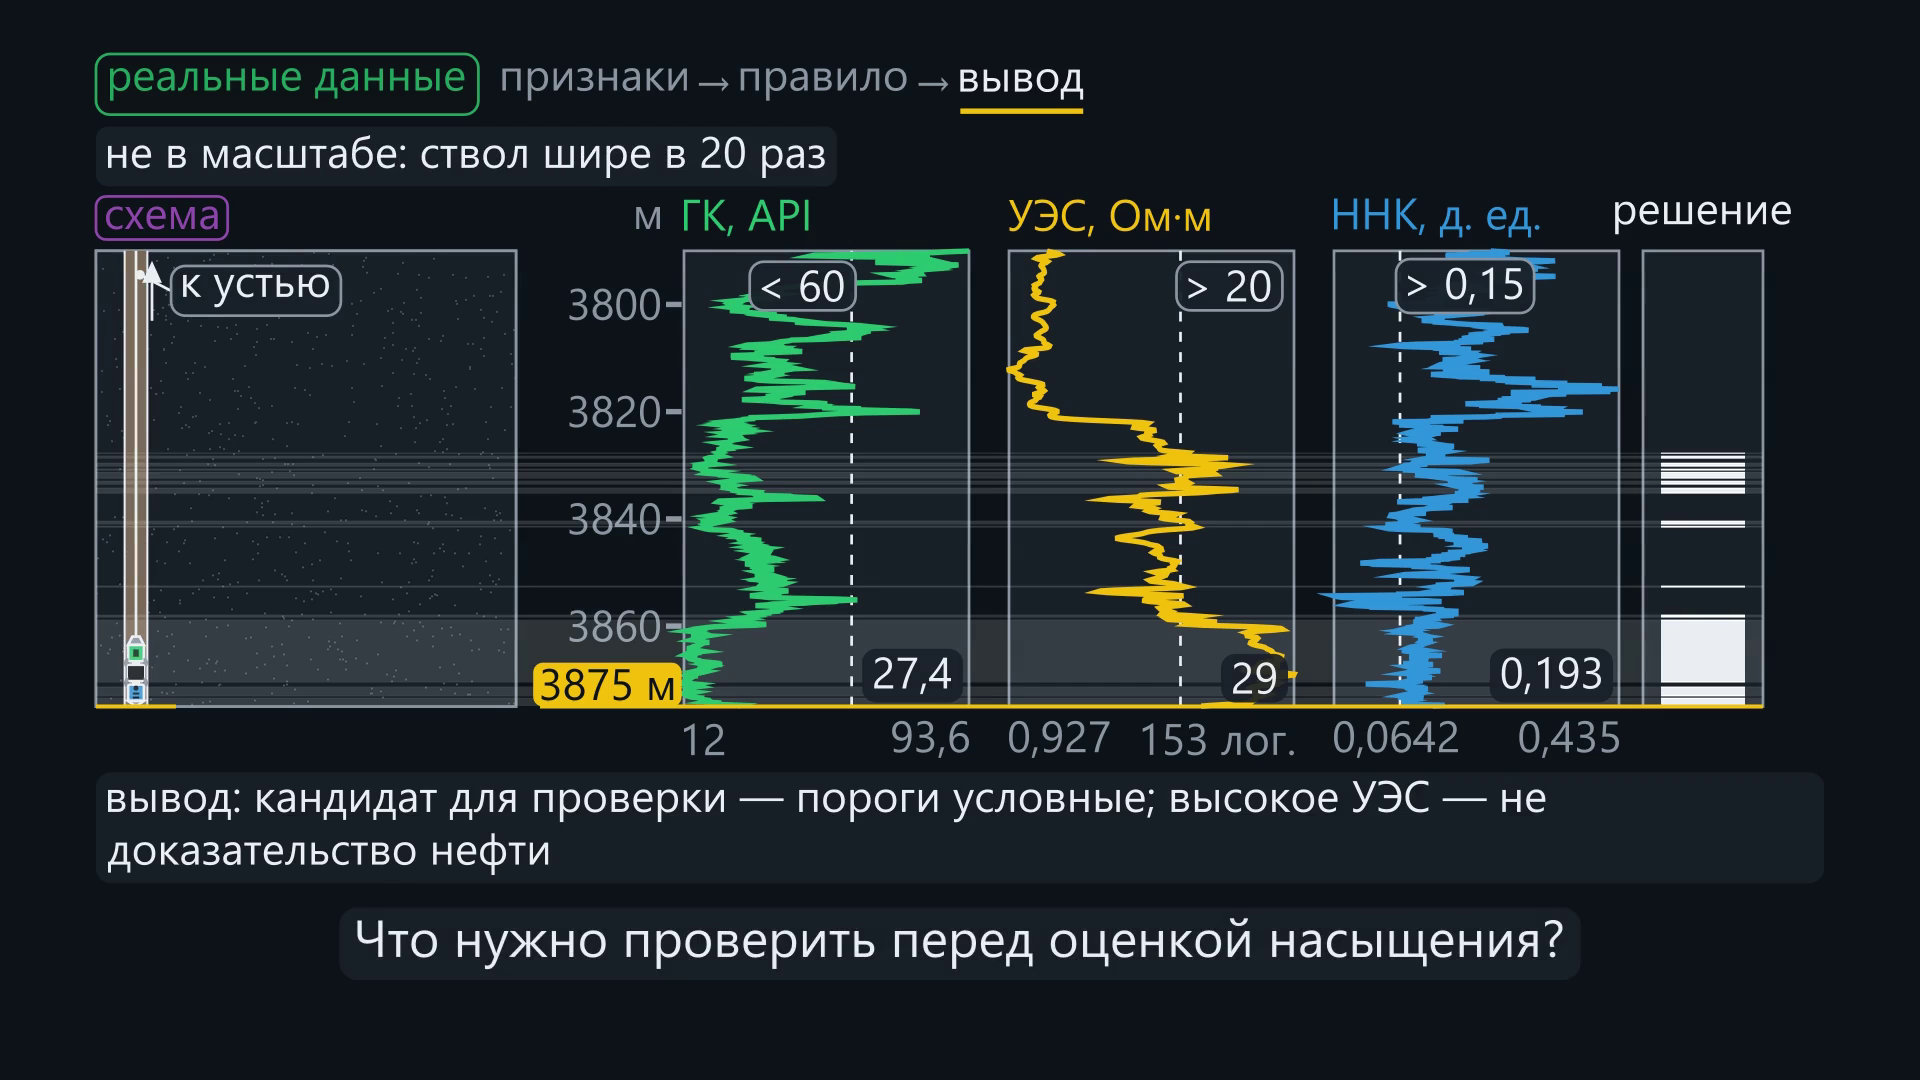 реальные данные признаки → правило → вывод
не в масштабе: ствол шире в 20 раз
схема м ГК, API УЭС, Ом·м ННК, д. ед. решение
к устью < 60 > 20 > 0,15
3800
3820
3840
3860
3875 м 27,4 29 0,193
12 93,6 0,927 153 лог. 0,0642 0,435
вывод: кандидат для проверки — пороги условные; высокое УЭС — не
доказательство нефти
Что нужно проверить перед оценкой насыщения?